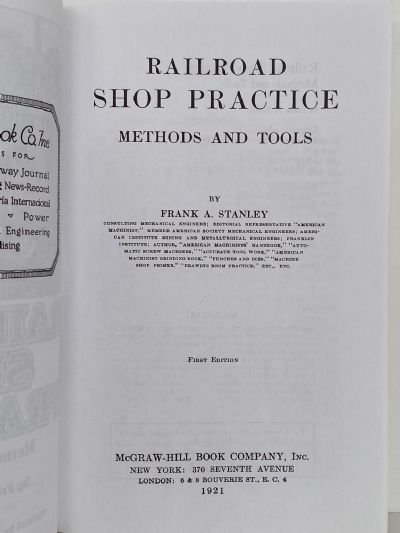 ok Co. Inc
S FOR
way Journal
News-Record
ría Internacional
Power
Engineering
ising
RAILROAD
SHOP PRACTICE
METHODS AND TOOLS
BY
FRANK A. STANLEY
CONSULTING MECHANICAL ENGINEER; EDITORIAL REPRESENTATIVE "AMERICAN
MACHINIST," MEMBER AMERICAN SOCIETY MECHANICAL ENGINEERS; AMERI-
CAN INSTITUTE MINING AND METALLURGICAL ENGINEERS; FRANKLIN
INSTITUTE; AUTHOR, "AMERICAN MACHINISTS' HANDBOOK," "AUTO-
MATIC SCREW MACHINES," "ACCURATE TOOL WORK," "AMERICAN
MACHINIST GRINDING BOOK," "PUNCHES AND DIES," "MACHINE
SHOP PRIMER," "DRAWING ROOM PRACTICE," ETC., ETC.
FIRST EDITION
McGRAW-HILL BOOK COMPANY, INC.
NEW YORK: 370 SEVENTH AVENUE
LONDON: 6 & 8 BOUVERIE ST., E. C. 4
1921